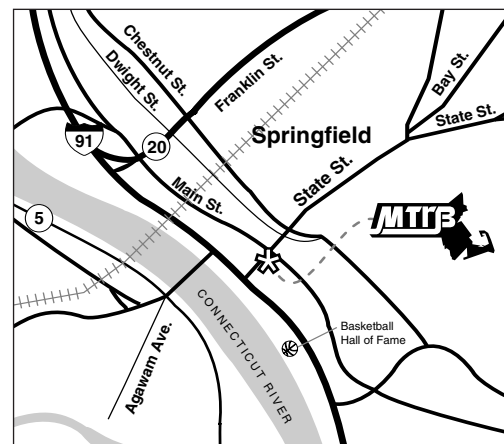 Chestnut St.
Dwight St.
Franklin St.
Bay St.
State St.
91
20
Springfield
State St.
Main St.
5
MTRB
CONNECTICUT RIVER
Basketball
Hall of Fame
Agawam Ave.